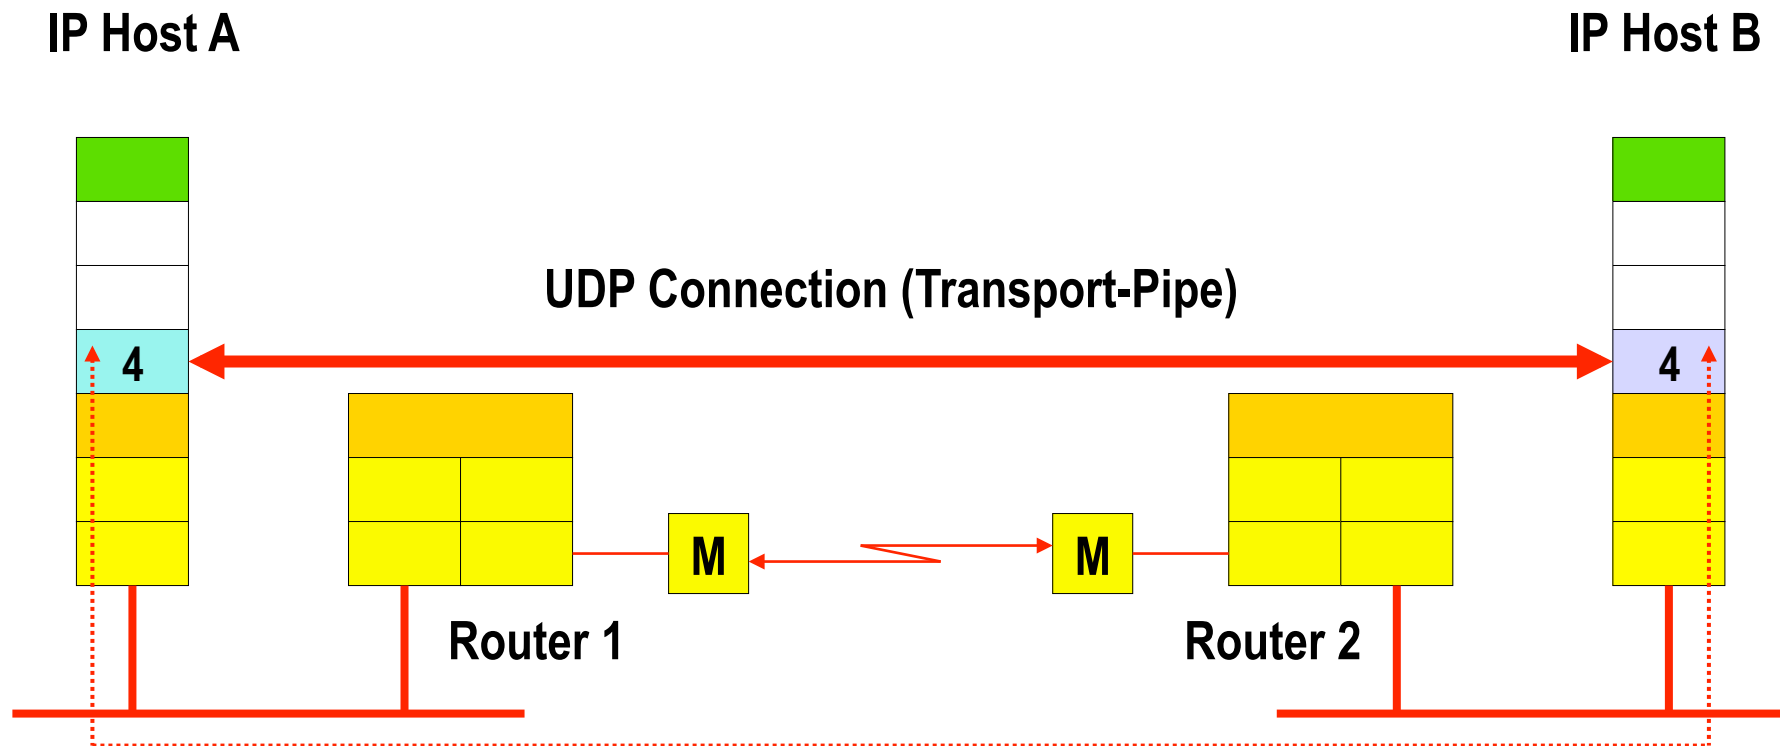 IP Host A
IP Host B
UDP Connection (Transport-Pipe)
4
4
M
M
Router 1
Router 2